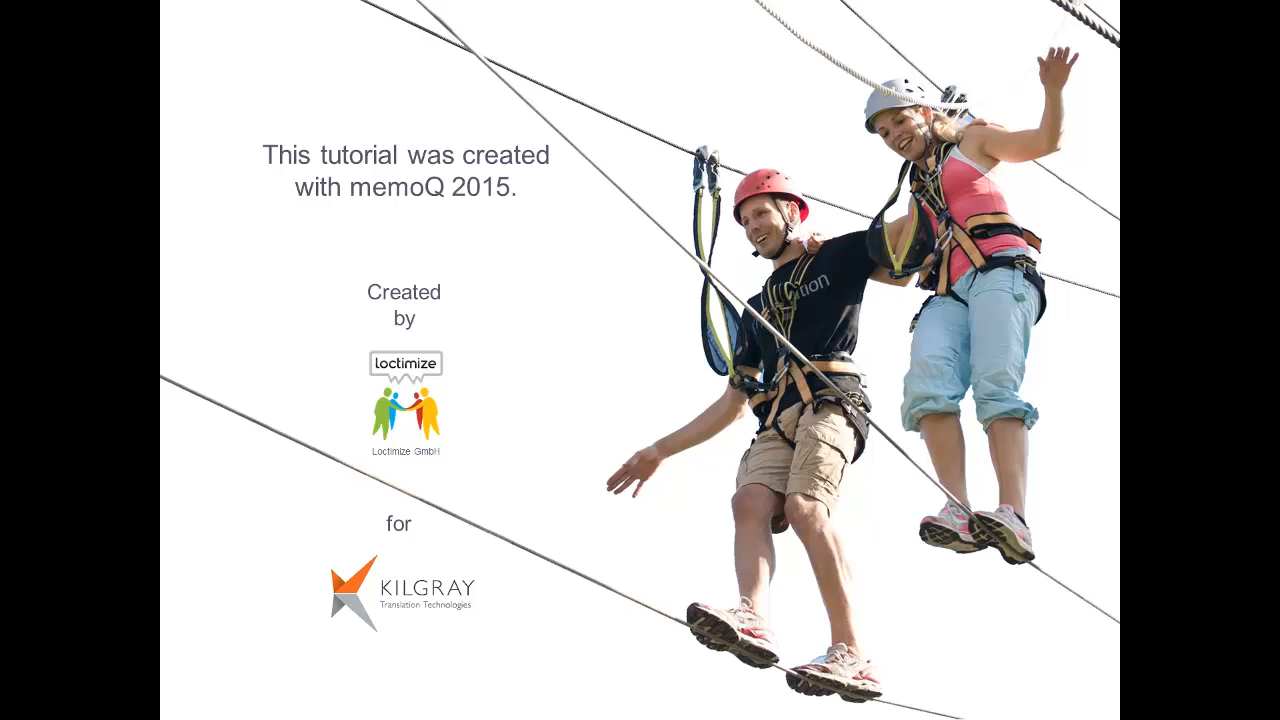 This tutorial was created
with memoQ 2015.
Created
by
loctimize
Loctimize GmbH
for
KILGRAY
Translation Technologies